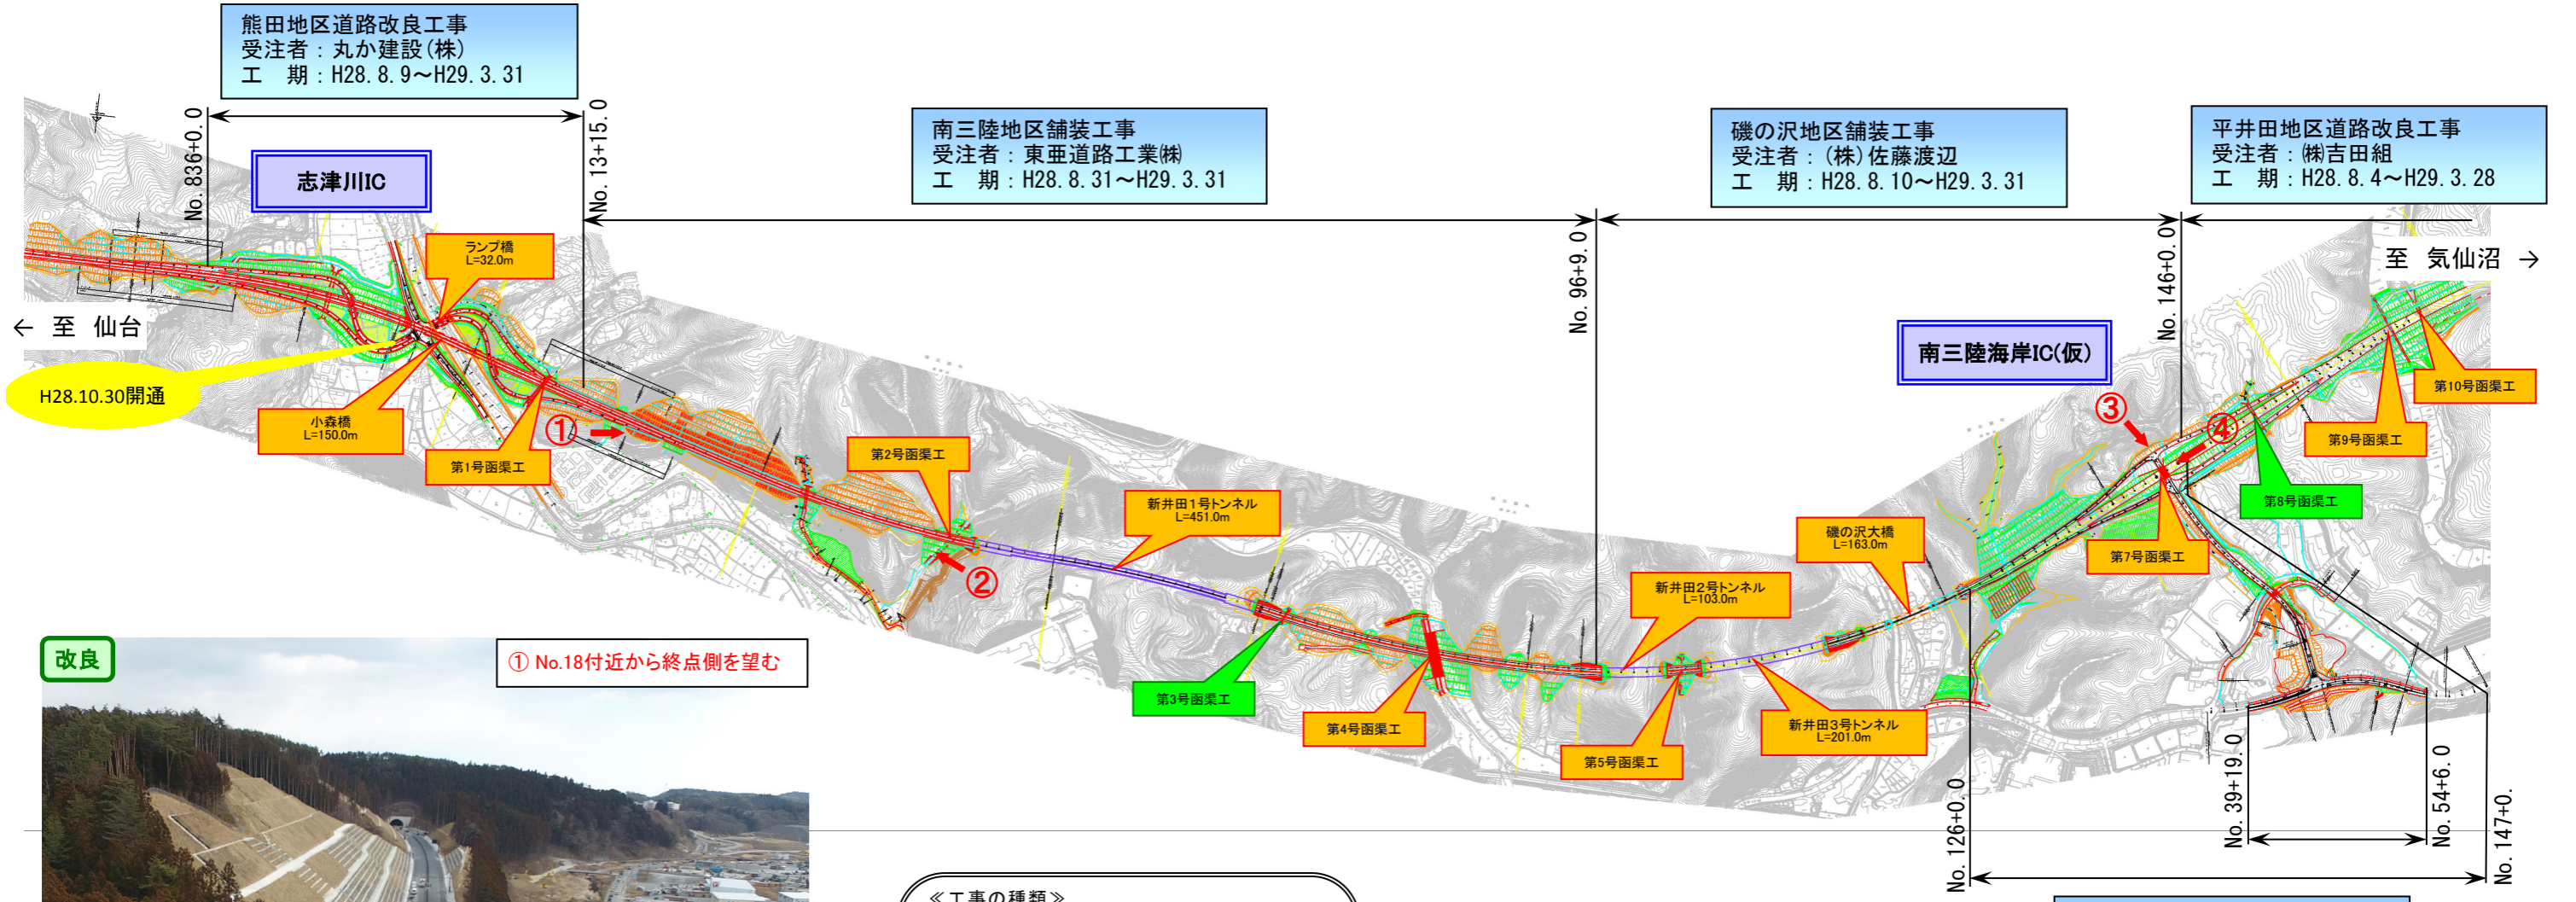 熊田地区道路改良工事
受注者：丸か建設(株)
工　期：H28.8.9～H29.3.31
南三陸地区舗装工事
受注者：東亜道路工業㈱
工　期：H28.8.31～H29.3.31
磯の沢地区舗装工事
受注者：(株)佐藤渡辺
工　期：H28.8.10～H29.3.31
平井田地区道路改良工事
受注者：㈱吉田組
工　期：H28.8.4～H29.3.28
No.836+0.0
No.13+15.0
No.96+9.0
No.146+0.0
志津川IC
南三陸海岸IC(仮)
← 至 仙台
至 気仙沼 →
H28.10.30開通
ランプ橋
L=32.0m
小森橋
L=150.0m
第1号函渠工
①
第2号函渠工
②
新井田1号トンネル
L=451.0m
第3号函渠工
第4号函渠工
新井田2号トンネル
L=103.0m
第5号函渠工
新井田3号トンネル
L=201.0m
磯の沢大橋
L=163.0m
③
④
第7号函渠工
第8号函渠工
第9号函渠工
第10号函渠工
No.126+0.0
No.39+19.0
No.54+6.0
No.147+0.
改良
① No.18付近から終点側を望む
≪工事の種類≫